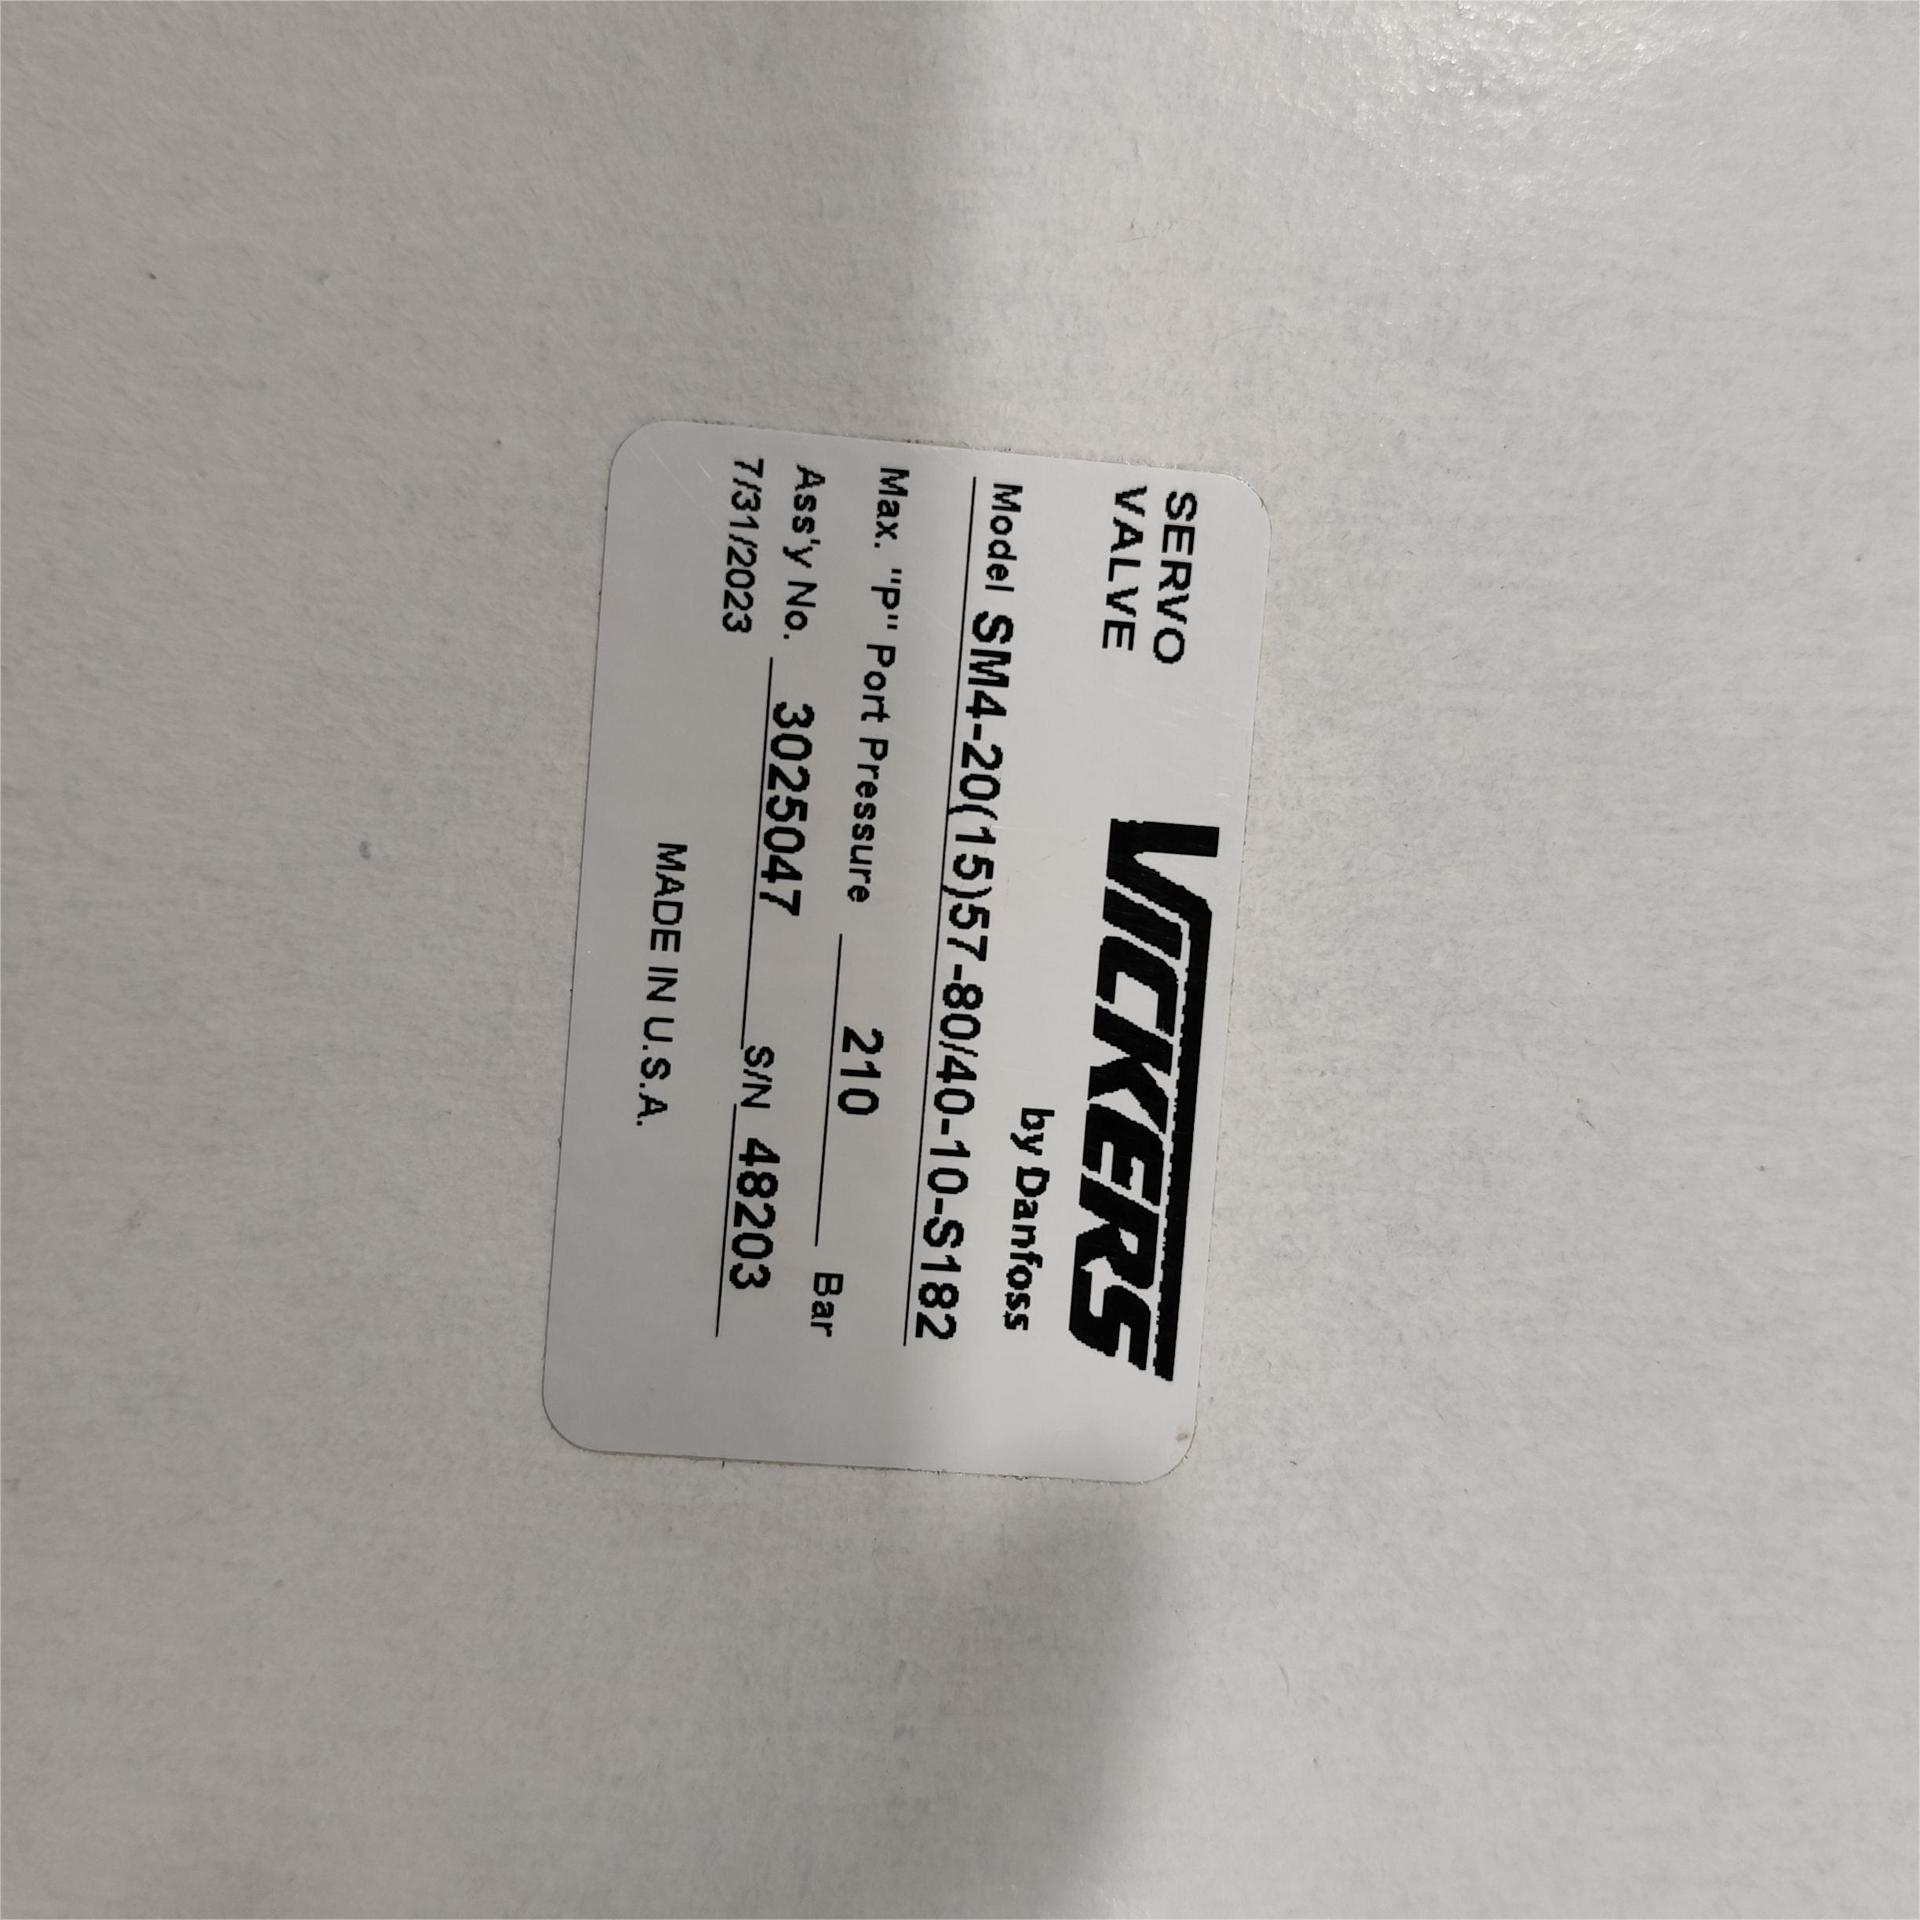 SERVO
VALVE
VICKERS
by Danfoss
Model SM4-20(15)57-80/40-10-S182
Max. "P" Port Pressure 210 Bar
Ass'y No. 3025047 S/N 48203
7/31/2023
MADE IN U.S.A.